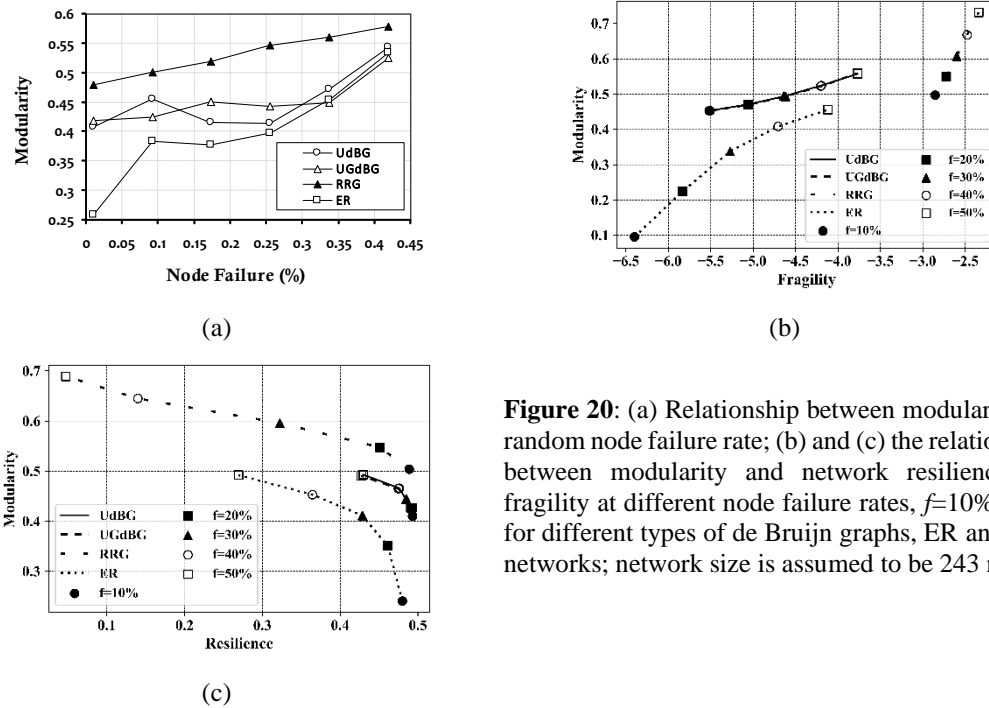 0.6
0.55
0.5
0.45
0.4
0.35
0.3
0.25
Modularity
0 0.05 0.1 0.15 0.2 0.25 0.3 0.35 0.4 0.45
Node Failure (%)
UdBG
UGdBG
RRG
ER
(a)
0.7
0.6
0.5
0.4
0.3
0.2
0.1
Modularity
−6.5 −6.0 −5.5 −5.0 −4.5 −4.0 −3.5 −3.0 −2.5
Fragility
UdBG f=20%
UGdBG f=30%
RRG f=40%
ER f=50%
f=10%
(b)
0.7
0.6
0.5
0.4
0.3
Modularity
0.1 0.2 0.3 0.4 0.5
Resilience
UdBG f=20%
UGdBG f=30%
RRG f=40%
ER f=50%
f=10%
(c)
Figure 20: (a) Relationship between modular
random node failure rate; (b) and (c) the relation
between modularity and network resilienc
fragility at different node failure rates, f=10%
for different types of de Bruijn graphs, ER an
networks; network size is assumed to be 243